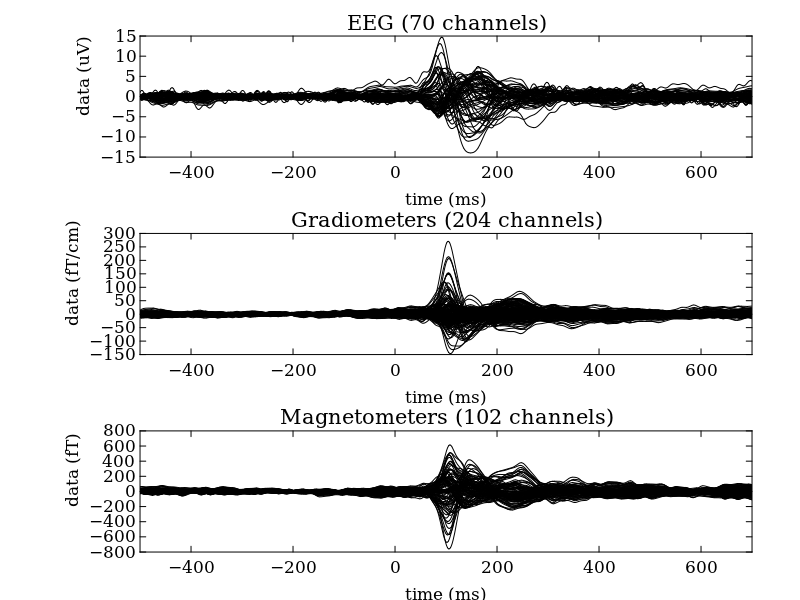 EEG (70 channels)
data (uV)
15
10
5
0
−5
−10
−15
−400 −200 0 200 400 600
time (ms)
Gradiometers (204 channels)
data (fT/cm)
300
250
200
150
100
50
0
−50
−100
−150
−400 −200 0 200 400 600
time (ms)
Magnetometers (102 channels)
data (fT)
800
600
400
200
0
−200
−400
−600
−800
−400 −200 0 200 400 600
time (ms)